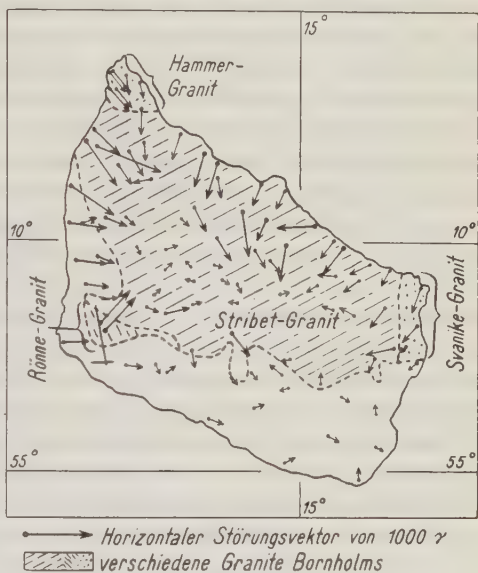 15°
Hammer-
Granit
10°
10°
Rönne-Granit
Stribet-Granit
Svanike-Granit
55°
55°
15°
Horizontaler Störungsvektor von 1000 γ
verschiedene Granite Bornholms